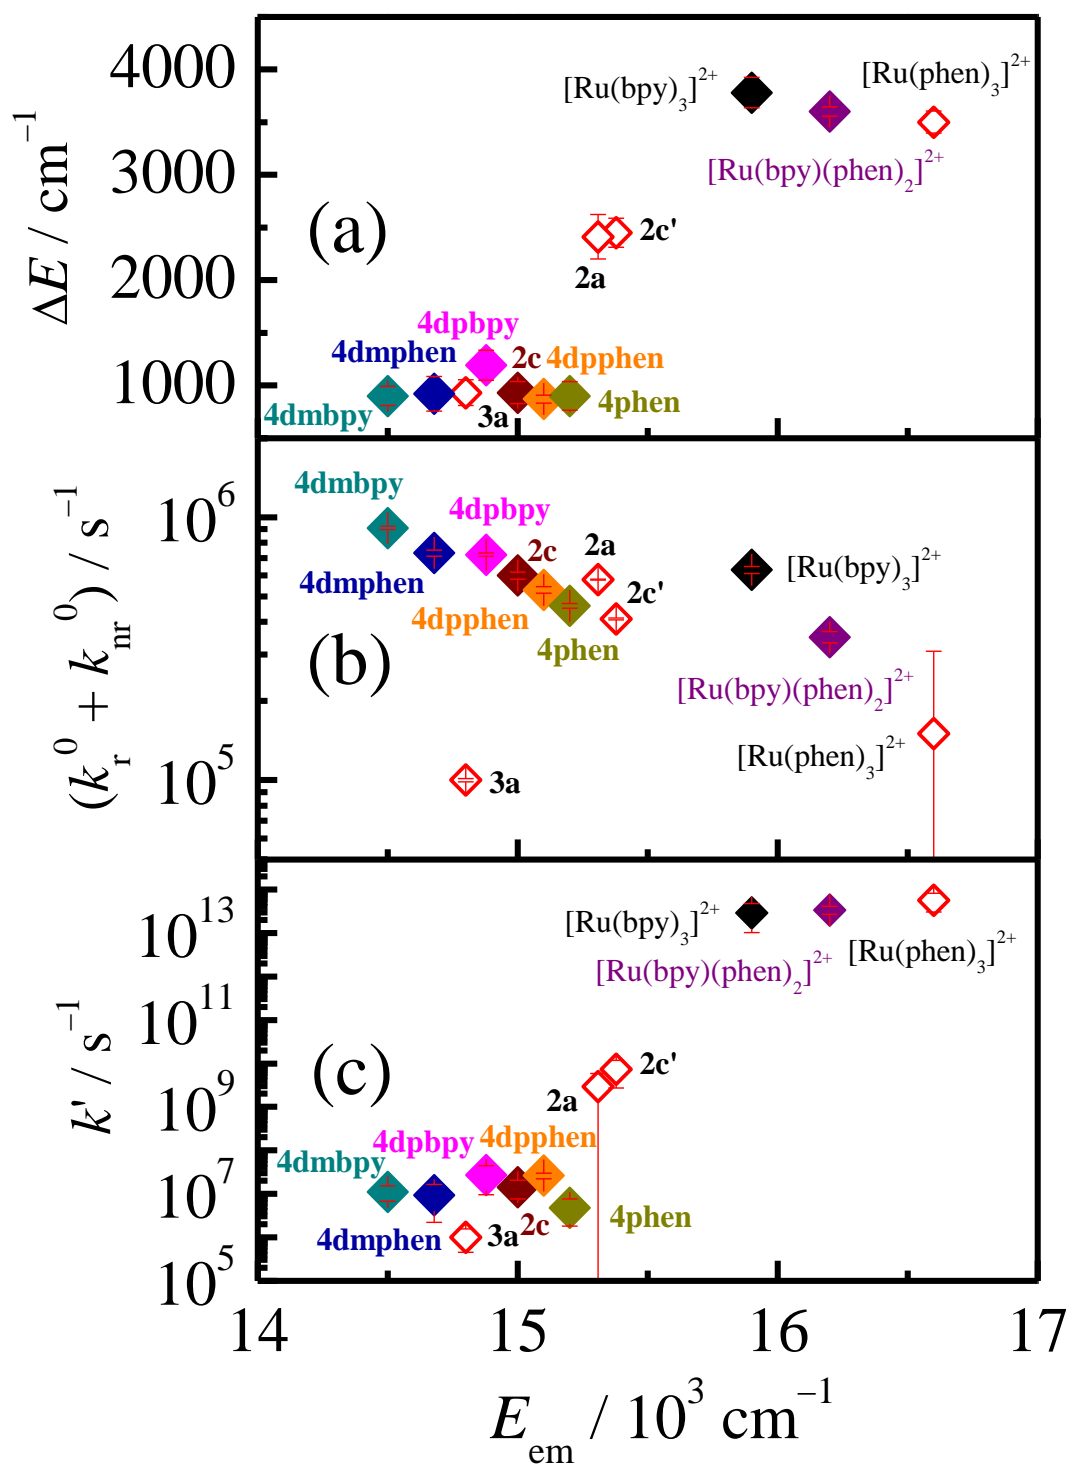 4000
3000
2000
1000
ΔE / cm⁻¹
(a)
[Ru(bpy)₃]²⁺
[Ru(phen)₃]²⁺
[Ru(bpy)(phen)₂]²⁺
2c'
2a
4dpbpy
4dmphen
2c
4dpphen
4dmbpy
3a
4phen
10⁶
10⁵
(kᵣ⁰ + kₙᵣ⁰) / s⁻¹
(b)
4dmbpy
4dpbpy
2c
2a
4dmphen
[Ru(bpy)₃]²⁺
2c'
4dpphen
4phen
[Ru(bpy)(phen)₂]²⁺
[Ru(phen)₃]²⁺
3a
10¹³
10¹¹
10⁹
10⁷
10⁵
k' / s⁻¹
(c)
[Ru(bpy)₃]²⁺
[Ru(bpy)(phen)₂]²⁺
[Ru(phen)₃]²⁺
2c'
2a
4dpbpy
4dpphen
4dmbpy
4dmphen
3a
2c
4phen
14 15 16 17
Eₑₘ / 10³ cm⁻¹